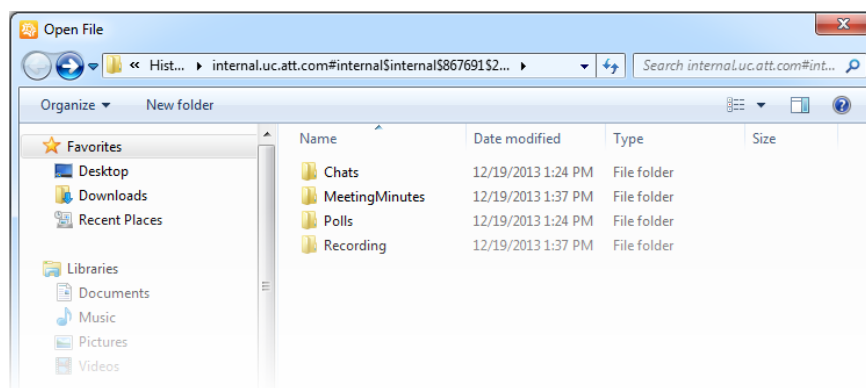 Open File
« Hist... ▸ internal.uc.att.com#internal$internal$867691$2... ▸ Search internal.uc.att.com#int...
Organize New folder
Name Date modified Type Size
Favorites
Desktop
Downloads
Recent Places
Libraries
Documents
Music
Pictures
Videos
Chats 12/19/2013 1:24 PM File folder
MeetingMinutes 12/19/2013 1:37 PM File folder
Polls 12/19/2013 1:24 PM File folder
Recording 12/19/2013 1:37 PM File folder